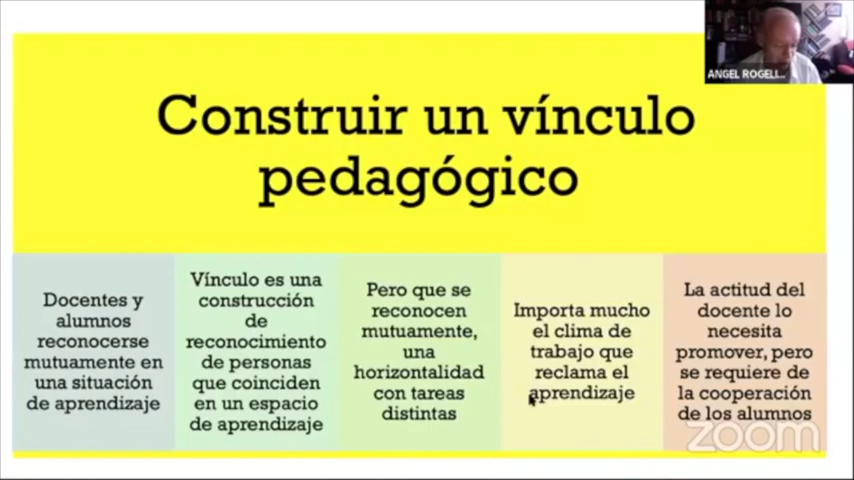 ANGEL ROGELI...
Construir un vínculo
pedagógico
Docentes y
alumnos
reconocerse
mutuamente en
una situación
de aprendizaje
Vínculo es una
construcción
de
reconocimiento
de personas
que coinciden
en un espacio
de aprendizaje
Pero que se
reconocen
mutuamente,
una
horizontalidad
con tareas
distintas
Importa mucho
el clima de
trabajo que
reclama el
aprendizaje
La actitud del
docente lo
necesita
promover, pero
se requiere de
la cooperación
de los alumnos
zoom